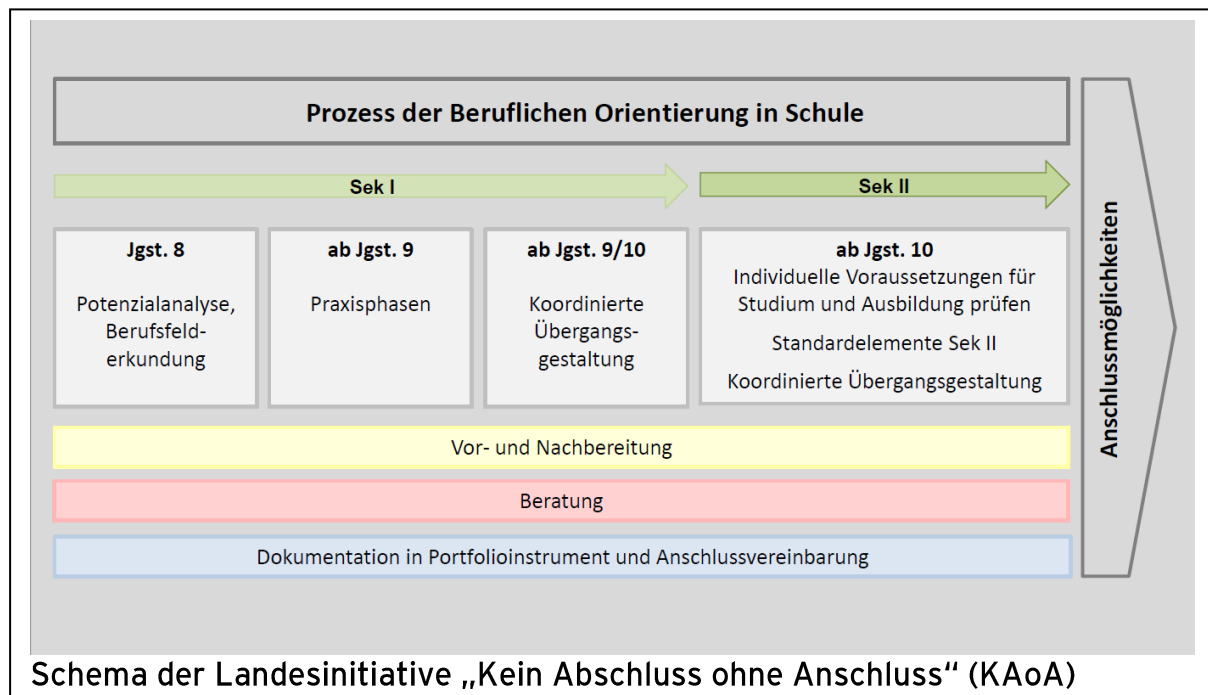 Prozess der Beruflichen Orientierung in Schule
Sek I
Sek II
Jgst. 8
Potenzialanalyse,
Berufsfeld-
erkundung
ab Jgst. 9
Praxisphasen
ab Jgst. 9/10
Koordinierte
Übergangs-
gestaltung
ab Jgst. 10
Individuelle Voraussetzungen für
Studium und Ausbildung prüfen
Standardelemente Sek II
Koordinierte Übergangsgestaltung
Vor- und Nachbereitung
Beratung
Dokumentation in Portfolioinstrument und Anschlussvereinbarung
Anschlussmöglichkeiten
Schema der Landesinitiative „Kein Abschluss ohne Anschluss“ (KAoA)